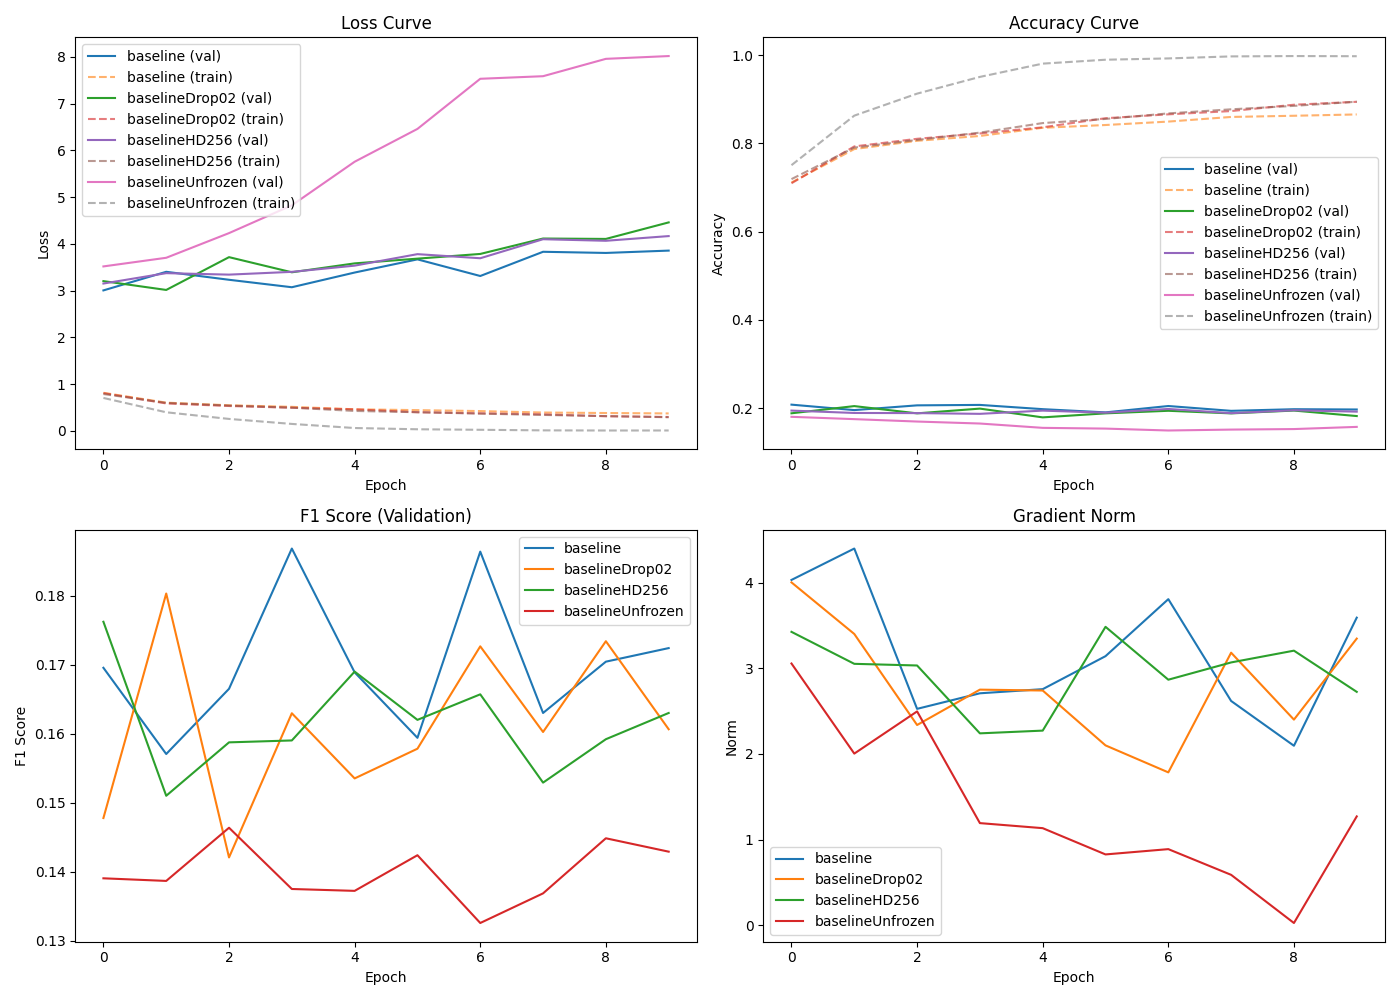 Loss Curve
Loss
8
7
6
5
4
3
2
1
0
baseline (val)
baseline (train)
baselineDrop02 (val)
baselineDrop02 (train)
baselineHD256 (val)
baselineHD256 (train)
baselineUnfrozen (val)
baselineUnfrozen (train)
0 2 4 6 8
Epoch
Accuracy Curve
Accuracy
1.0
0.8
0.6
0.4
0.2
baseline (val)
baseline (train)
baselineDrop02 (val)
baselineDrop02 (train)
baselineHD256 (val)
baselineHD256 (train)
baselineUnfrozen (val)
baselineUnfrozen (train)
0 2 4 6 8
Epoch
F1 Score (Validation)
F1 Score
0.18
0.17
0.16
0.15
0.14
0.13
baseline
baselineDrop02
baselineHD256
baselineUnfrozen
0 2 4 6 8
Epoch
Gradient Norm
Norm
4
3
2
1
0
baseline
baselineDrop02
baselineHD256
baselineUnfrozen
0 2 4 6 8
Epoch